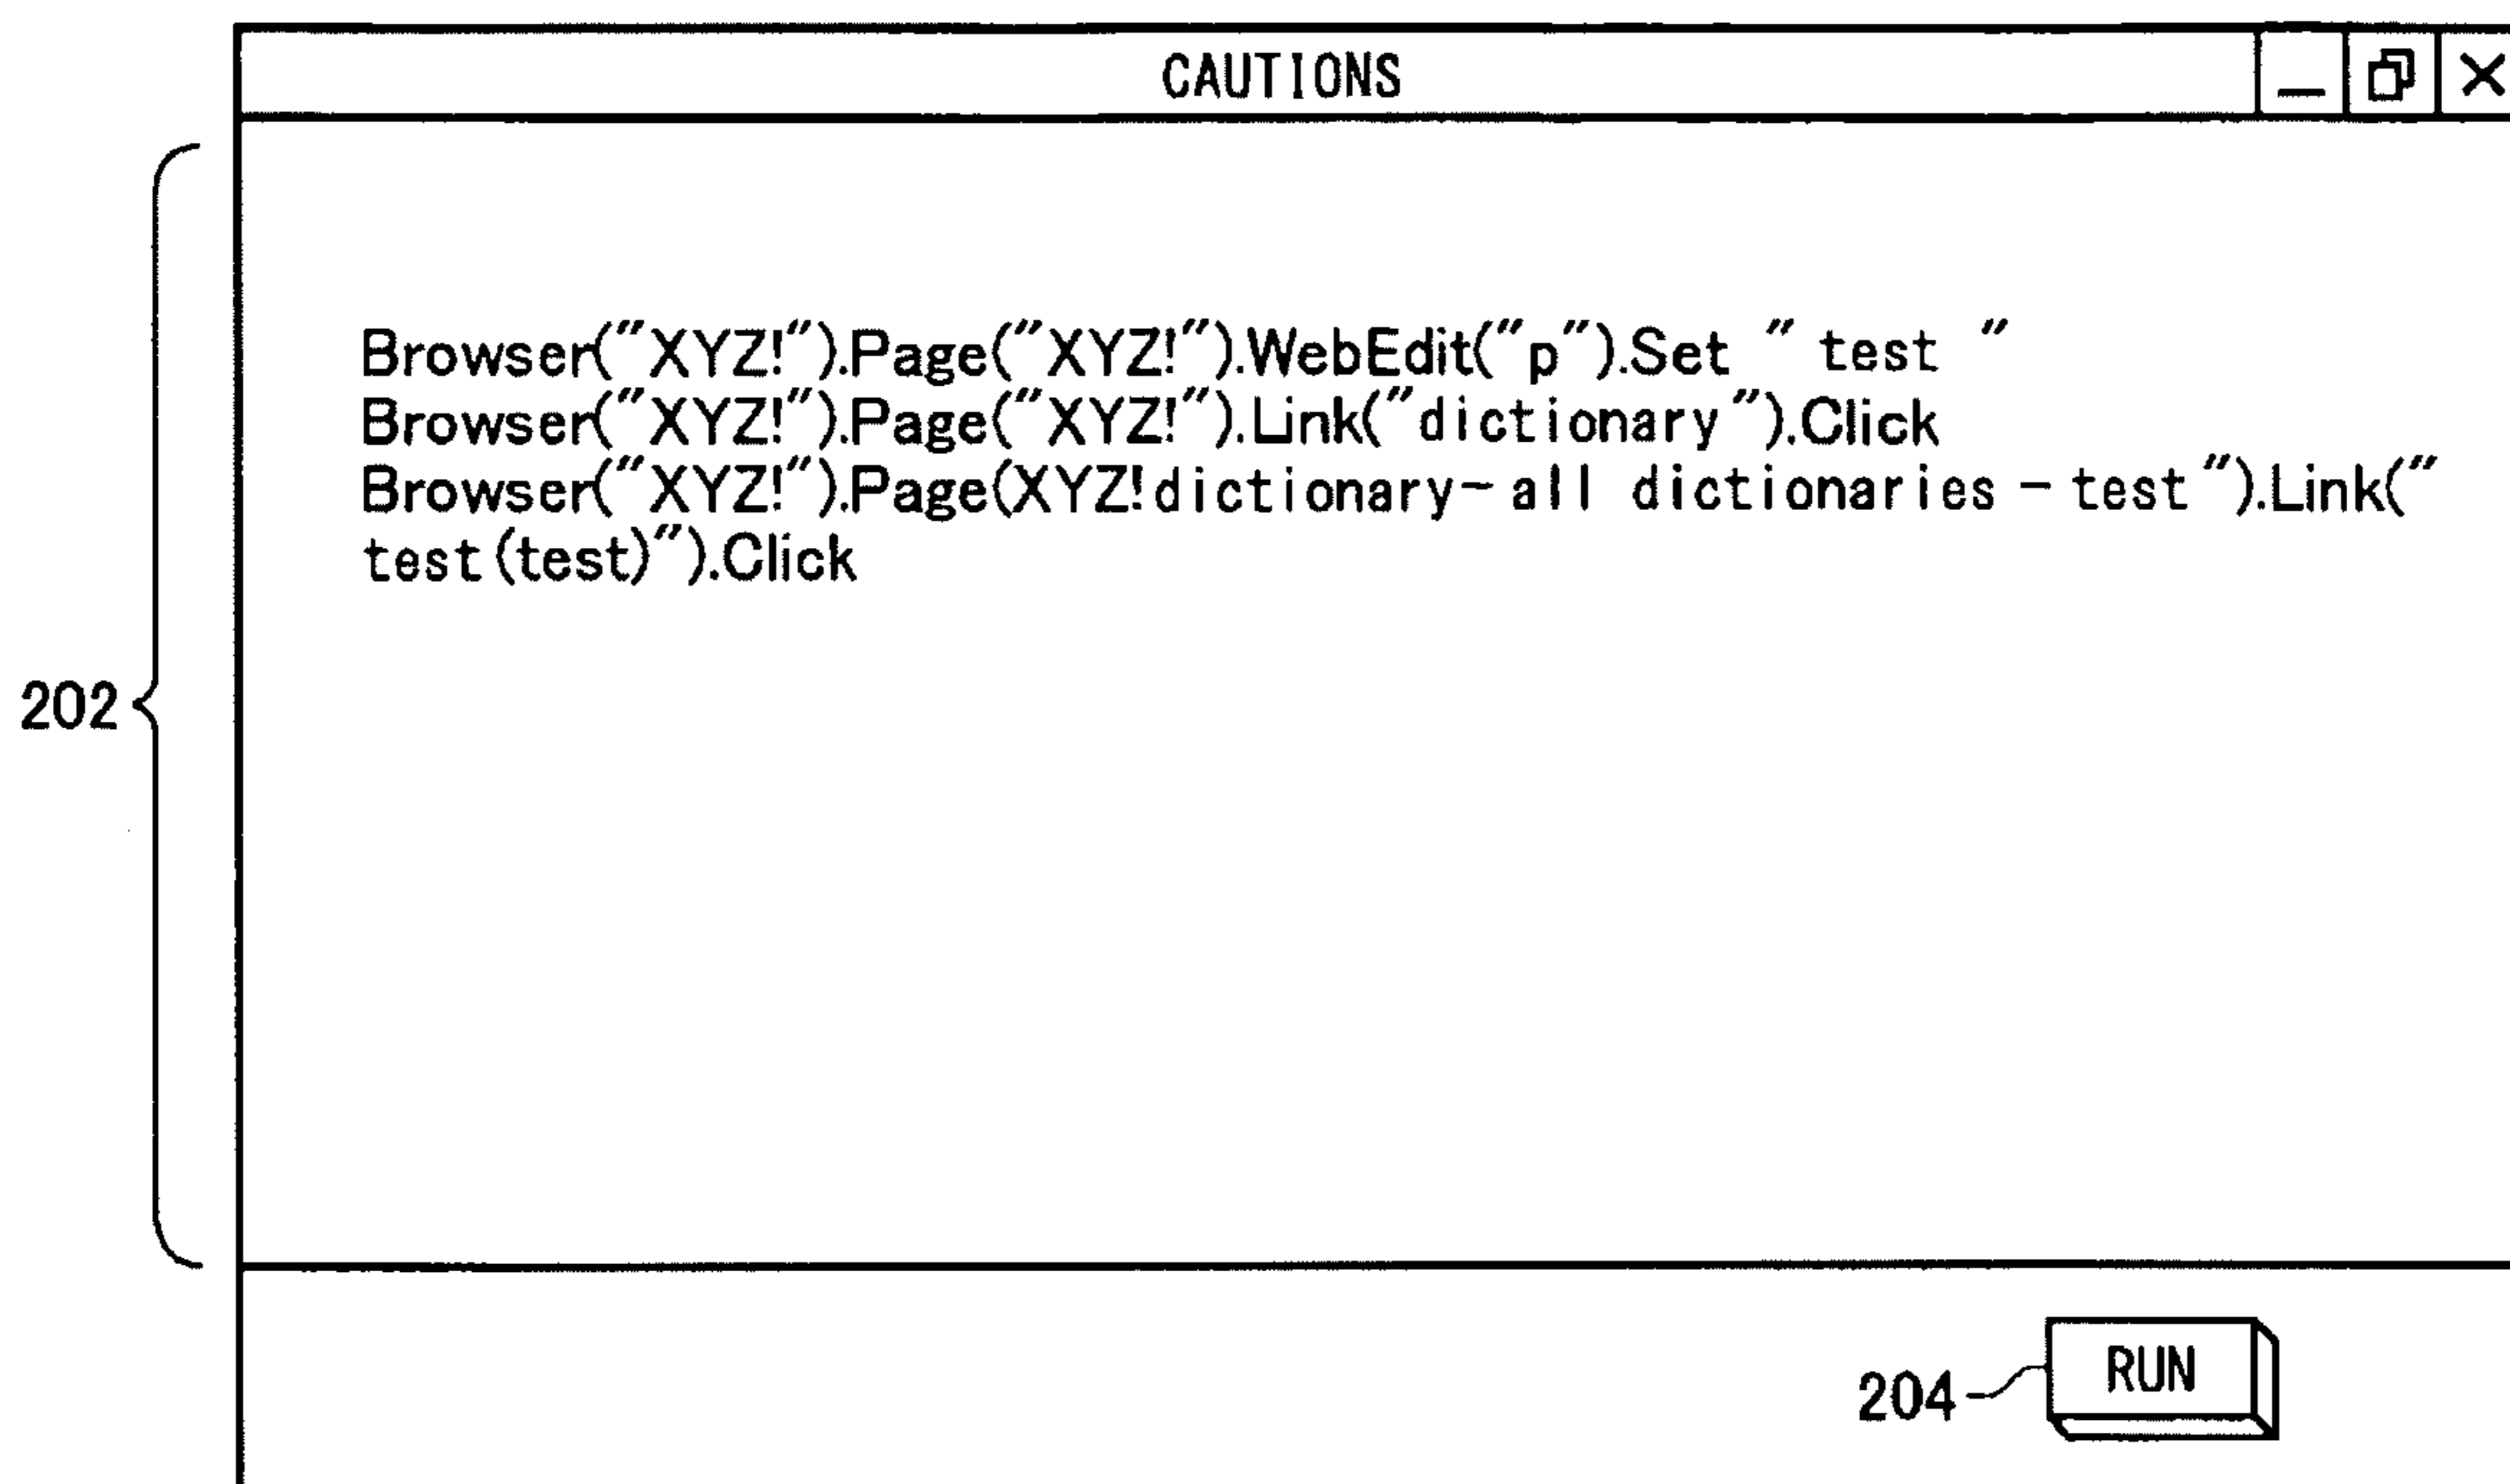 CAUTIONS
Browser("XYZ!").Page("XYZ!").WebEdit("p").Set " test "
Browser("XYZ!").Page("XYZ!").Link("dictionary").Click
Browser("XYZ!").Page(XYZ!dictionary-all dictionaries-test").Link("
test(test)").Click
202
204
RUN